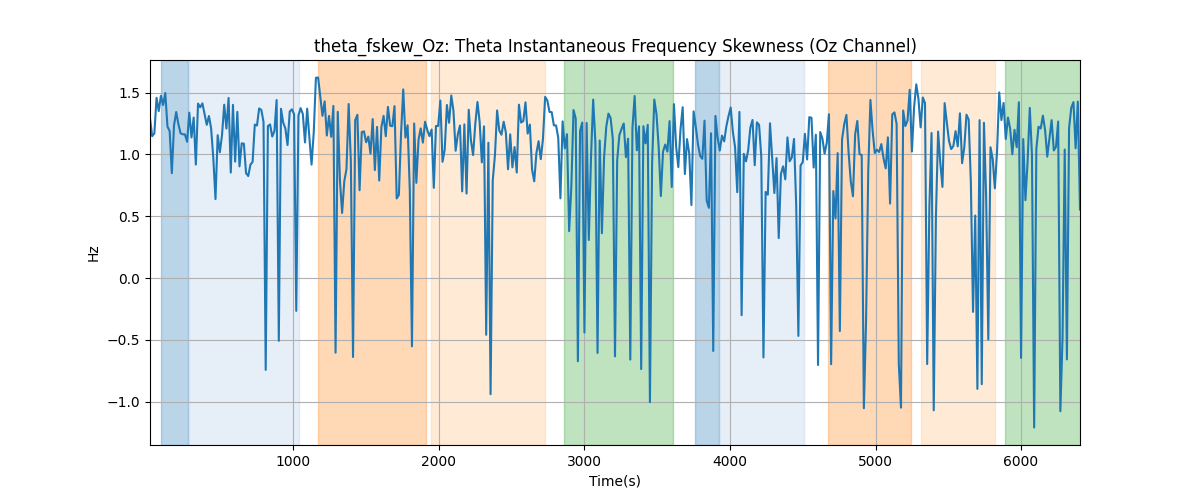 theta_fskew_Oz: Theta Instantaneous Frequency Skewness (Oz Channel)
1.5
1.0
0.5
0.0
−0.5
−1.0
Hz
1000 2000 3000 4000 5000 6000
Time(s)